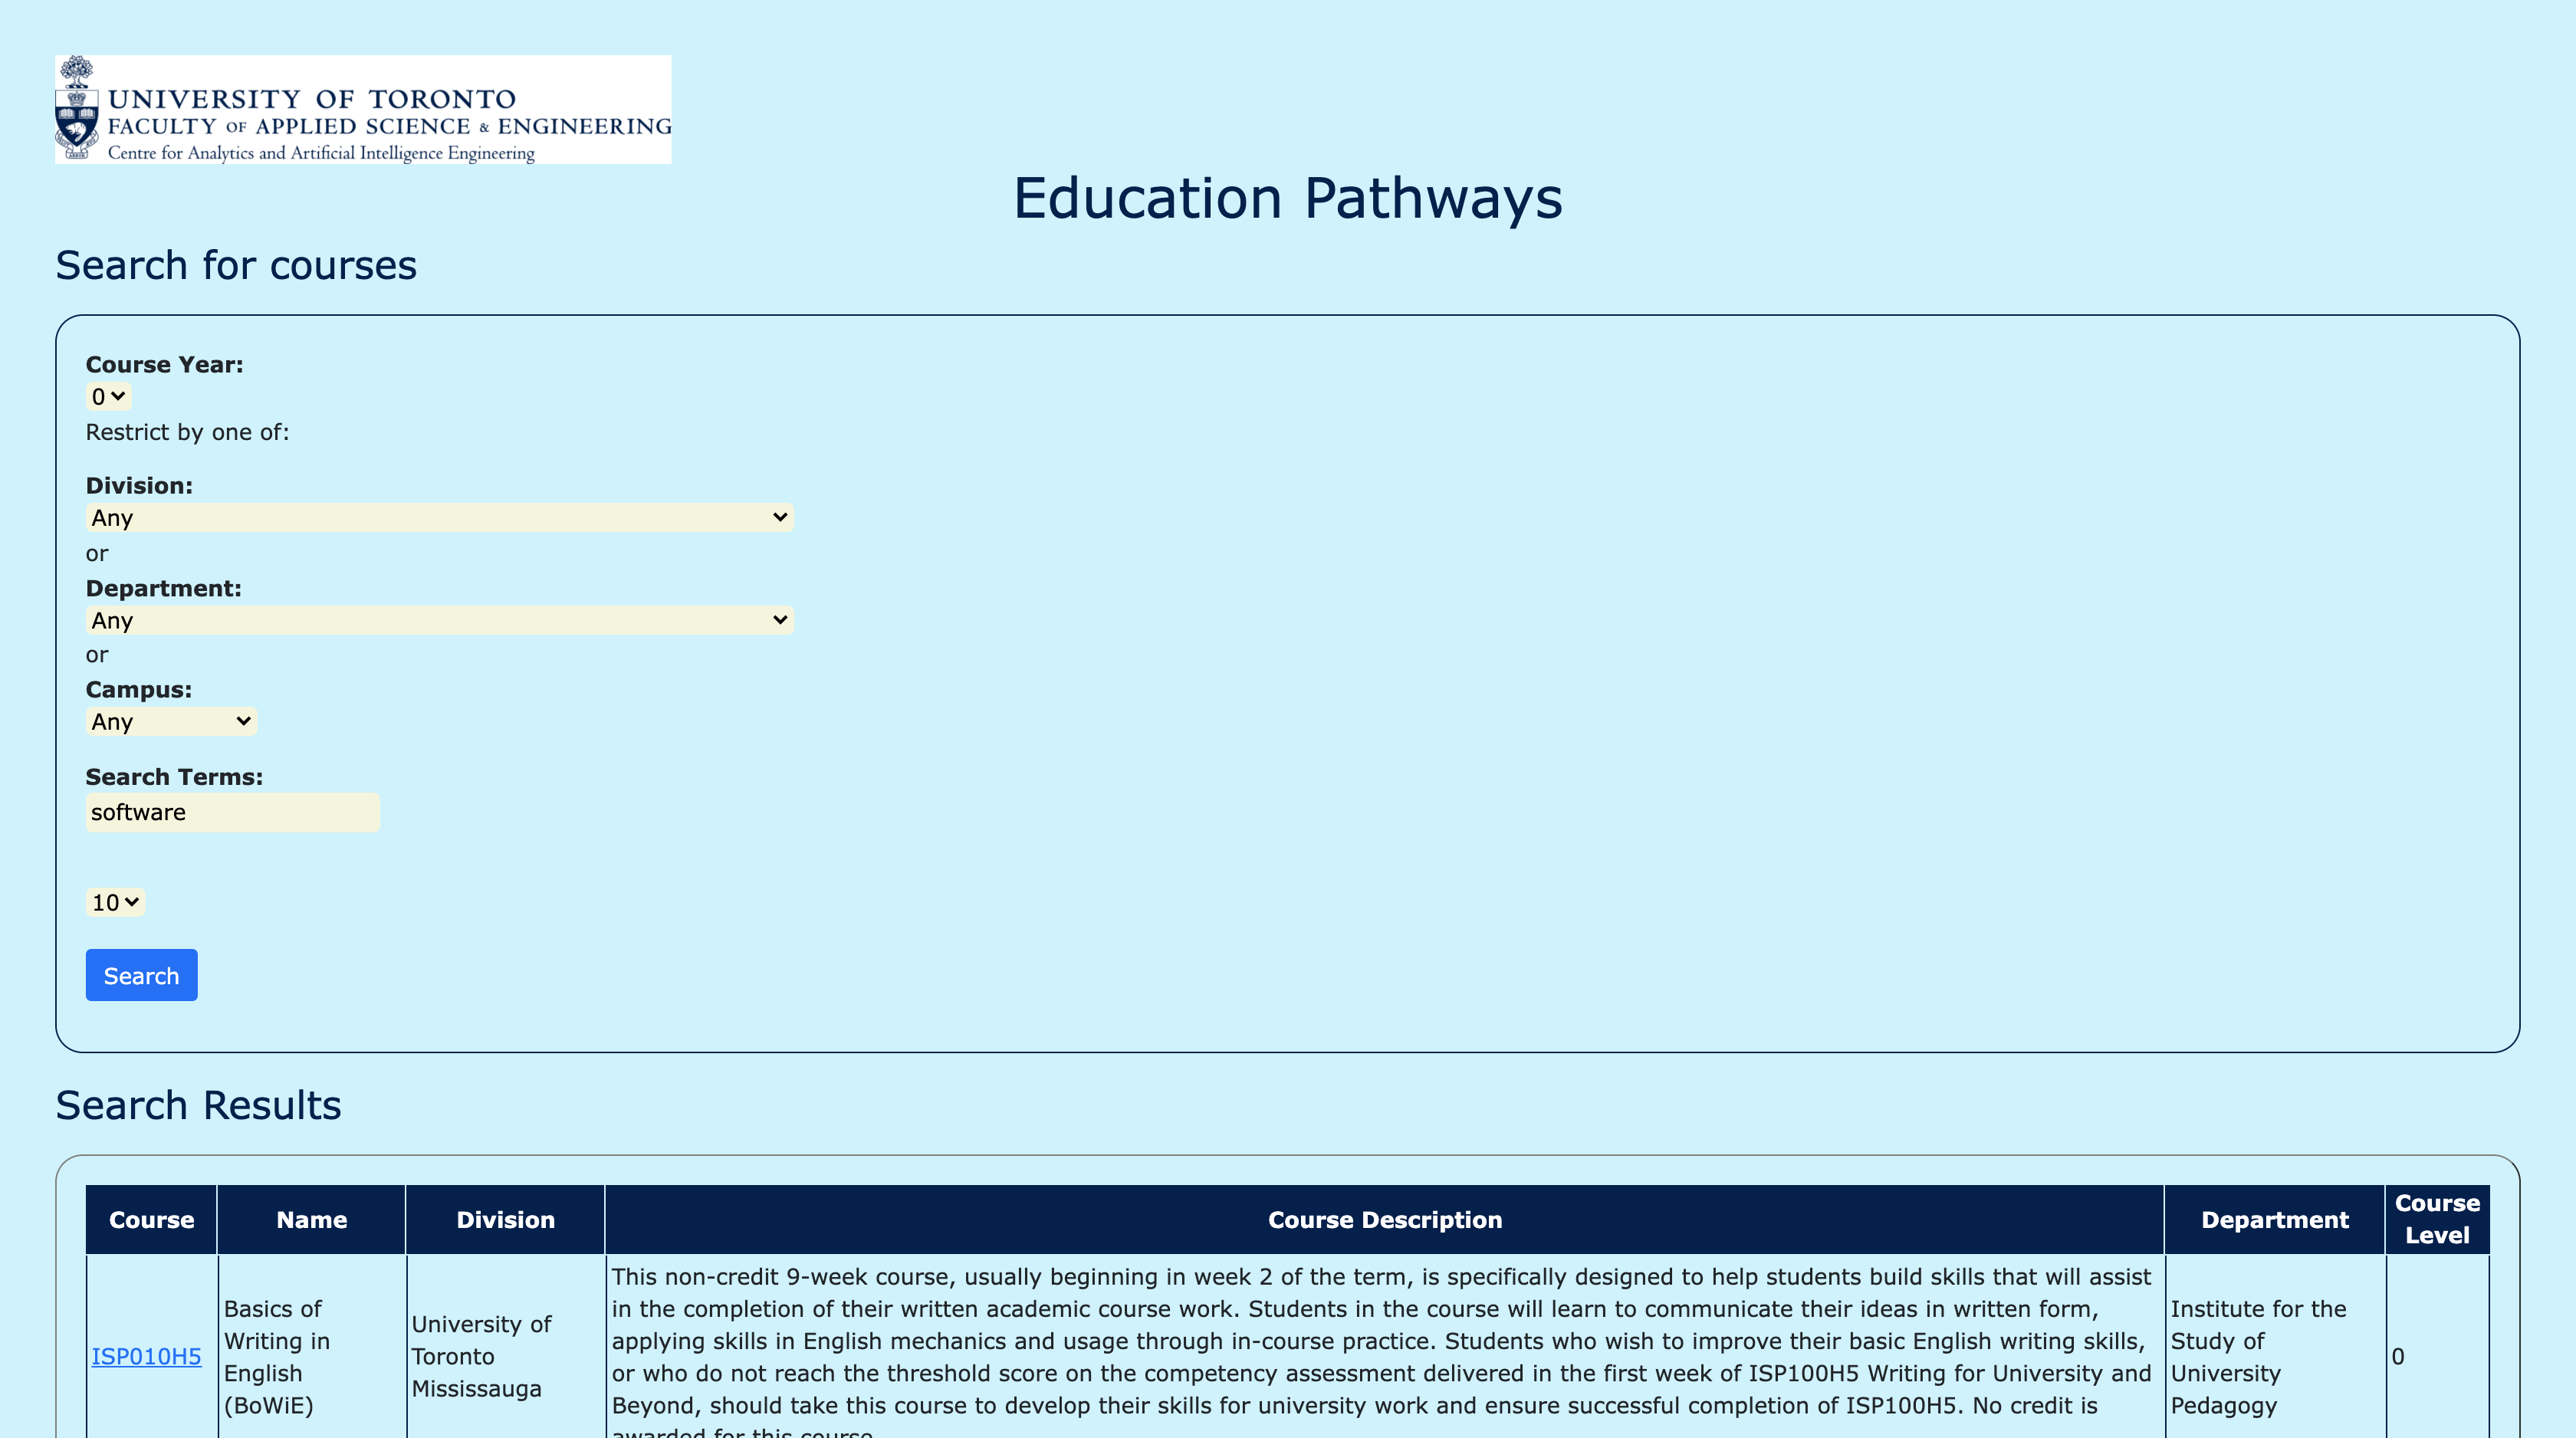 UNIVERSITY OF TORONTO
FACULTY OF APPLIED SCIENCE & ENGINEERING
Centre for Analytics and Artificial Intelligence Engineering
Education Pathways
Search for courses
Course Year:
0
Restrict by one of:
Division:
Any
or
Department:
Any
or
Campus:
Any
Search Terms:
software
10
Search
Search Results
Course Name Division Course Description Department Course Level
ISP010H5
Basics of
Writing in
English
(BoWiE)
University of
Toronto
Mississauga
This non-credit 9-week course, usually beginning in week 2 of the term, is specifically designed to help students build skills that will assist
in the completion of their written academic course work. Students in the course will learn to communicate their ideas in written form,
applying skills in English mechanics and usage through in-course practice. Students who wish to improve their basic English writing skills,
or who do not reach the threshold score on the competency assessment delivered in the first week of ISP100H5 Writing for University and
Beyond, should take this course to develop their skills for university work and ensure successful completion of ISP100H5. No credit is
awarded for this course.
Institute for the
Study of
University
Pedagogy
0